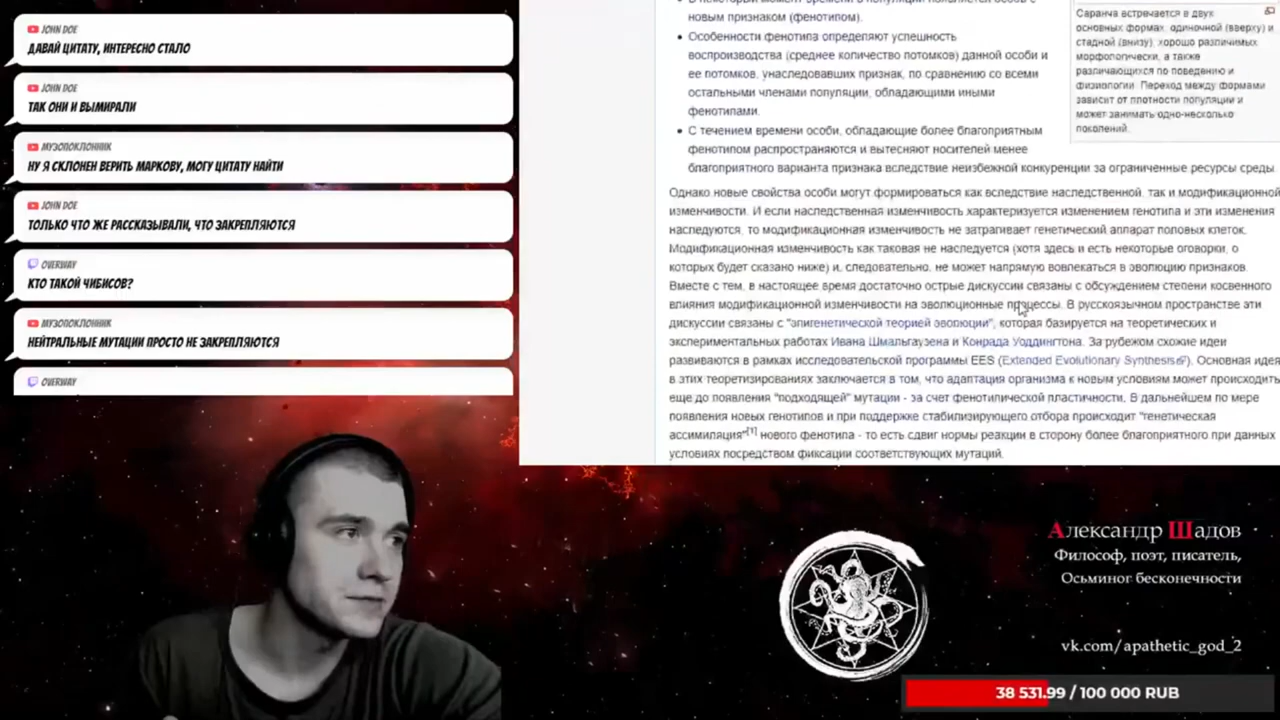 JOHN DOE
ДАВАЙ ЦИТАТУ, ИНТЕРЕСНО СТАЛО
JOHN DOE
ТАК ОНИ И ВЫМИРАЛИ
МУЗОПОКЛОННИК
НУ Я СКЛОНЕН ВЕРИТЬ МАРКОВУ, МОГУ ЦИТАТУ НАЙТИ
JOHN DOE
ТОЛЬКО ЧТО ЖЕ РАССКАЗЫВАЛИ, ЧТО ЗАКРЕПЛЯЮТСЯ
OVERWAY
КТО ТАКОЙ ЧИБИСОВ?
МУЗОПОКЛОННИК
НЕЙТРАЛЬНЫЕ МУТАЦИИ ПРОСТО НЕ ЗАКРЕПЛЯЮТСЯ
OVERWAY
новым признаком (фенотипом).
Особенности фенотипа определяют успешность
воспроизводства (среднее количество потомков) данной особи и
ее потомков, унаследовавших признак, по сравнению со всеми
остальными членами популяции, обладающими иными
фенотипами.
С течением времени особи, обладающие более благоприятным
фенотипом распространяются и вытесняют носителей менее
благоприятного варианта признака вследствие неизбежной конкуренции за ограниченные ресурсы среды.
Саранча встречается в двух
основных формах, одиночной (вверху) и
стадной (внизу), хорошо различимых
морфологически, а также
различающихся по поведению и
физиологии. Переход между формами
зависит от плотности популяции и
может занимать одно-несколько
поколений.
Однако новые свойства особи могут формироваться как вследствие наследственной, так и модификационной
изменчивости. И если наследственная изменчивость характеризуется изменением генотипа и эти изменения
наследуются, то модификационная изменчивость не затрагивает генетический аппарат половых клеток.
Модификационная изменчивость как таковая не наследуется (хотя здесь и есть некоторые оговорки, о
которых будет сказано ниже) и, следовательно, не может напрямую вовлекаться в эволюцию признаков.
Вместе с тем, в настоящее время достаточно острые дискуссии связаны с обсуждением степени косвенного
влияния модификационной изменчивости на эволюционные процессы. В русскоязычном пространстве эти
дискуссии связаны с "эпигенетической теорией эволюции", которая базируется на теоретических и
экспериментальных работах Ивана Шмальгаузена и Конрада Уоддингтона. За рубежом схожие идеи
развиваются в рамках исследовательской программы EES (Extended Evolutionary Synthesis). Основная идея
в этих теоретизированиях заключается в том, что адаптация организма к новым условиям может происходить
еще до появления "подходящей" мутации - за счет фенотипической пластичности. В дальнейшем по мере
появления новых генотипов и при поддержке стабилизирующего отбора происходит "генетическая
ассимиляция"[1] нового фенотипа - то есть сдвиг нормы реакции в сторону более благоприятного при данных
условиях посредством фиксации соответствующих мутаций.
Александр Шадов
Философ, поэт, писатель,
Осьминог бесконечности
vk.com/apathetic_god_2
38 531.99 / 100 000 RUB